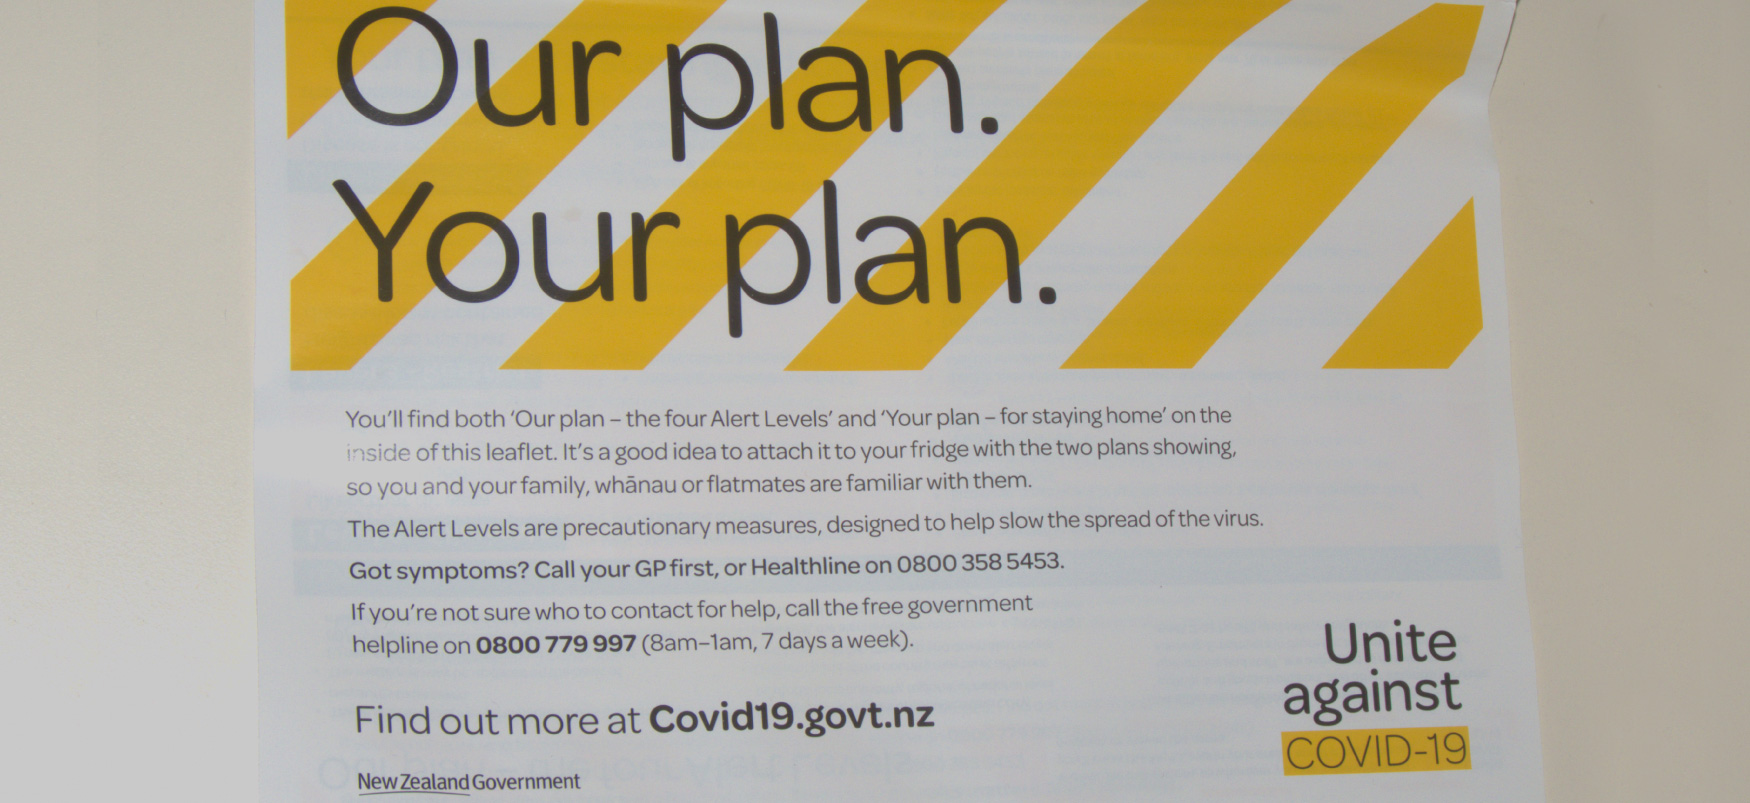 Our plan.
Your plan.
You'll find both 'Our plan – the four Alert Levels' and 'Your plan – for staying home' on the
inside of this leaflet. It's a good idea to attach it to your fridge with the two plans showing,
so you and your family, whānau or flatmates are familiar with them.
The Alert Levels are precautionary measures, designed to help slow the spread of the virus.
Got symptoms? Call your GP first, or Healthline on 0800 358 5453.
If you're not sure who to contact for help, call the free government
helpline on 0800 779 997 (8am–1am, 7 days a week).
Find out more at Covid19.govt.nz
New Zealand Government
Unite
against
COVID-19